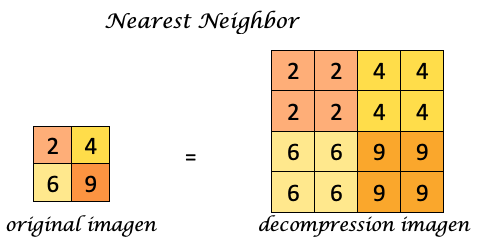 Nearest Neighbor
2 2 4 4
2 2 4 4
2 4
=
6 6 9 9
6 9
6 6 9 9
original imagen
decompression imagen